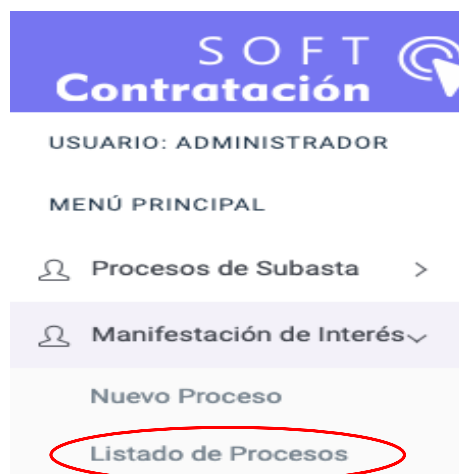 SOFT
Contratación
USUARIO: ADMINISTRADOR
MENÚ PRINCIPAL
Procesos de Subasta >
Manifestación de Interés
Nuevo Proceso
Listado de Procesos